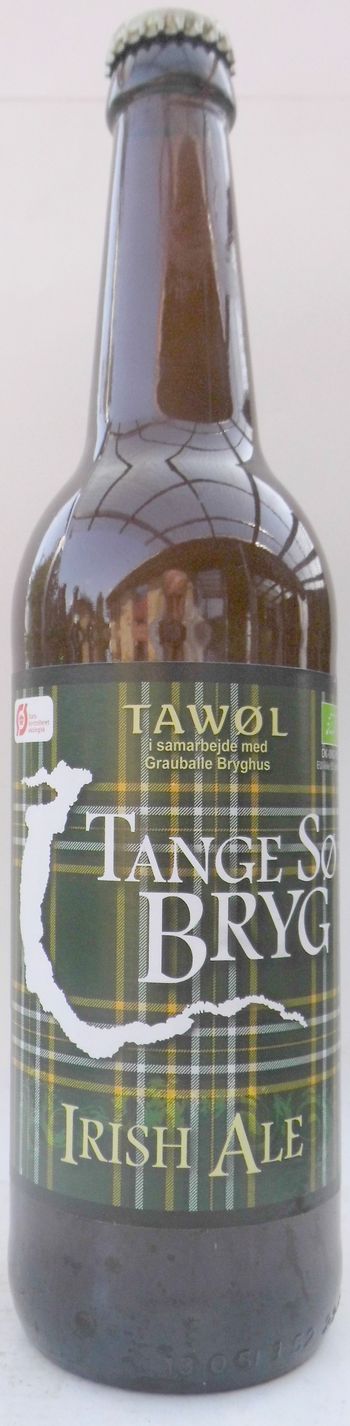 TAWØL
i samarbejde med
Grauballe Bryghus
TANGE SØ
BRYG
IRISH ALE